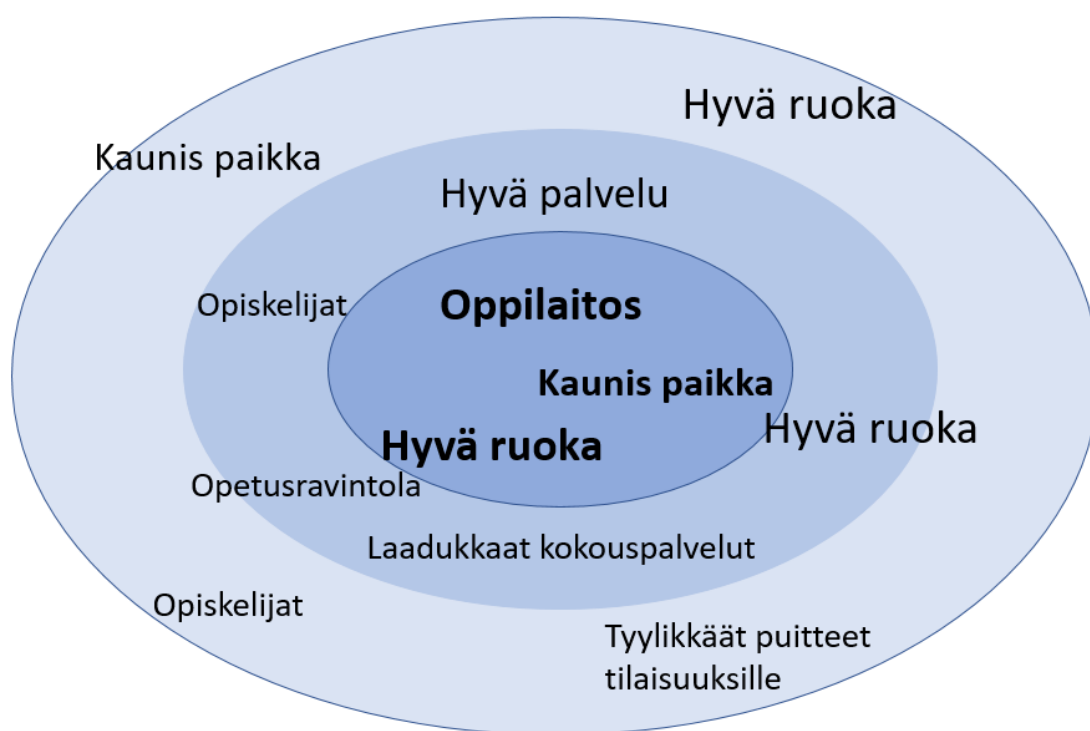 Hyvä ruoka
Kaunis paikka
Hyvä palvelu
Opiskelijat
Oppilaitos
Kaunis paikka
Hyvä ruoka
Hyvä ruoka
Opetusravintola
Laadukkaat kokouspalvelut
Opiskelijat
Tyylikkäät puitteet
tilaisuuksille